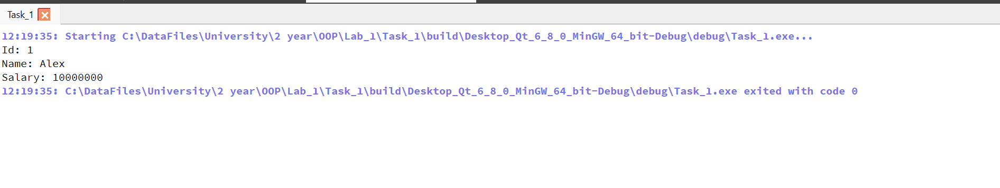 Task_1
12:19:35: Starting C:\DataFiles\University\2 year\OOP\Lab_1\Task_1\build\Desktop_Qt_6_8_0_MinGW_64_bit-Debug\debug\Task_1.exe...
Id: 1
Name: Alex
Salary: 10000000
12:19:35: C:\DataFiles\University\2 year\OOP\Lab_1\Task_1\build\Desktop_Qt_6_8_0_MinGW_64_bit-Debug\debug\Task_1.exe exited with code 0